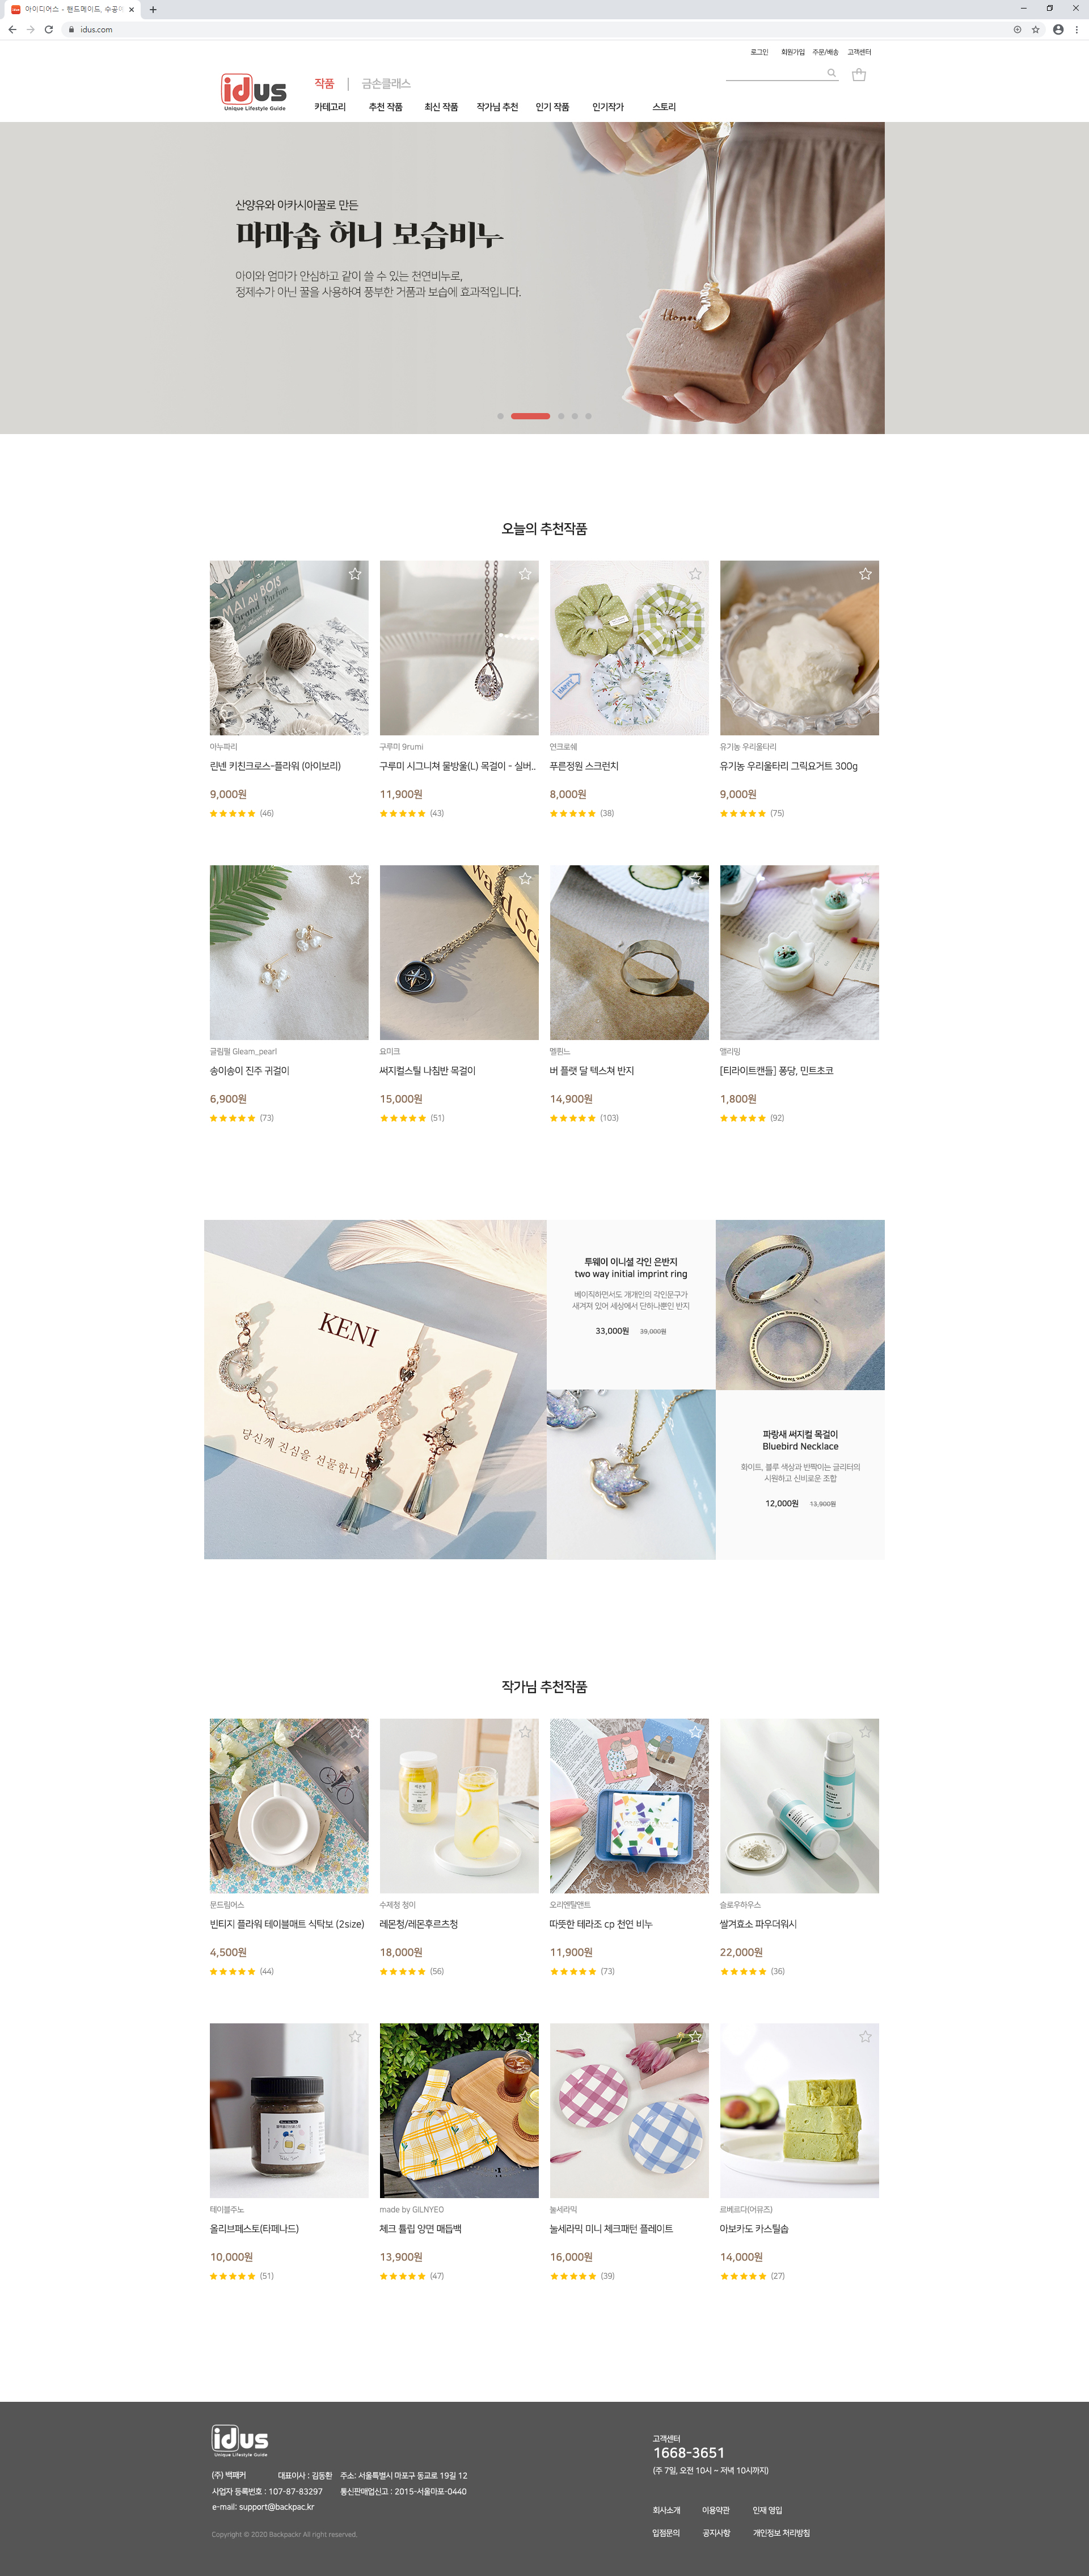 아이디어스 - 핸드메이드, 수공예
idus.com
로그인 회원가입 주문/배송 고객센터
idus
Unique Lifestyle Guide
작품 | 금손클래스
카테고리 추천 작품 최신 작품 작가님 추천 인기 작품 인기작가 스토리
산양유와 아카시아꿀로 만든
마마솝 허니 보습비누
아이와 엄마가 안심하고 같이 쓸 수 있는 천연비누로,
정제수가 아닌 꿀을 사용하여 풍부한 거품과 보습에 효과적입니다.
Honey
오늘의 추천작품
MAI au BOIS
Grand Parfum
HAPPY
아누파리 구루미 9rumi 연크로쉐 유기농 우리울타리
린넨 키친크로스-플라워 (아이보리) 구루미 시그니쳐 물방울(L) 목걸이 - 실버.. 푸른정원 스크런치 유기농 우리울타리 그릭요거트 300g
9,000원 11,900원 8,000원 9,000원
(46) (43) (38) (75)
글림펄 Gleam_pearl 요미크 멜퀸느 맬리밍
송이송이 진주 귀걸이 써지컬스틸 나침반 목걸이 버 플랫 달 텍스쳐 반지 [티라이트캔들] 퐁당, 민트초코
6,900원 15,000원 14,900원 1,800원
(73) (51) (103) (92)
KENI
당신께 진심을 선물합니다
투웨이 이니셜 각인 은반지
two way initial imprint ring
베이직하면서도 개개인의 각인문구가
새겨져 있어 세상에서 단하나뿐인 반지
33,000원 39,000원
파랑새 써지컬 목걸이
Bluebird Necklace
화이트, 블루 색상과 반짝이는 글리터의
시원하고 신비로운 조합
12,000원 13,900원
작가님 추천작품
문드림어스 수제청 청이 오리엔탈앤트 슬로우하우스
빈티지 플라워 테이블매트 식탁보 (2size) 레몬청/레몬후르츠청 따뜻한 테라조 cp 천연 비누 쌀겨효소 파우더워시
4,500원 18,000원 11,900원 22,000원
(44) (56) (73) (36)
테이블주노 made by GILNYEO 눌세라믹 르베르다(어뮤즈)
올리브페스토(타페나드) 체크 튤립 양면 매듭백 눌세라믹 미니 체크패턴 플레이트 아보카도 카스틸솝
10,000원 13,900원 16,000원 14,000원
(51) (47) (39) (27)
idus
Unique Lifestyle Guide
(주) 백패커 대표이사 : 김동환 주소: 서울특별시 마포구 동교로 19길 12
사업자 등록번호 : 107-87-83297 통신판매업신고 : 2015-서울마포-0440
e-mail: support@backpac.kr
Copyright © 2020 Backpackr All right reserved.
고객센터
1668-3651
(주 7일, 오전 10시 ~ 저녁 10시까지)
회사소개 이용약관 인재 영입
입점문의 공지사항 개인정보 처리방침